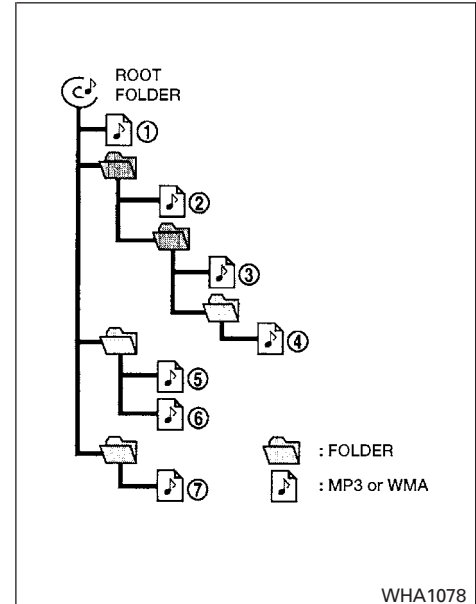 ROOT
FOLDER
①
②
③
④
⑤
⑥
⑦
: FOLDER
: MP3 or WMA
WHA1078